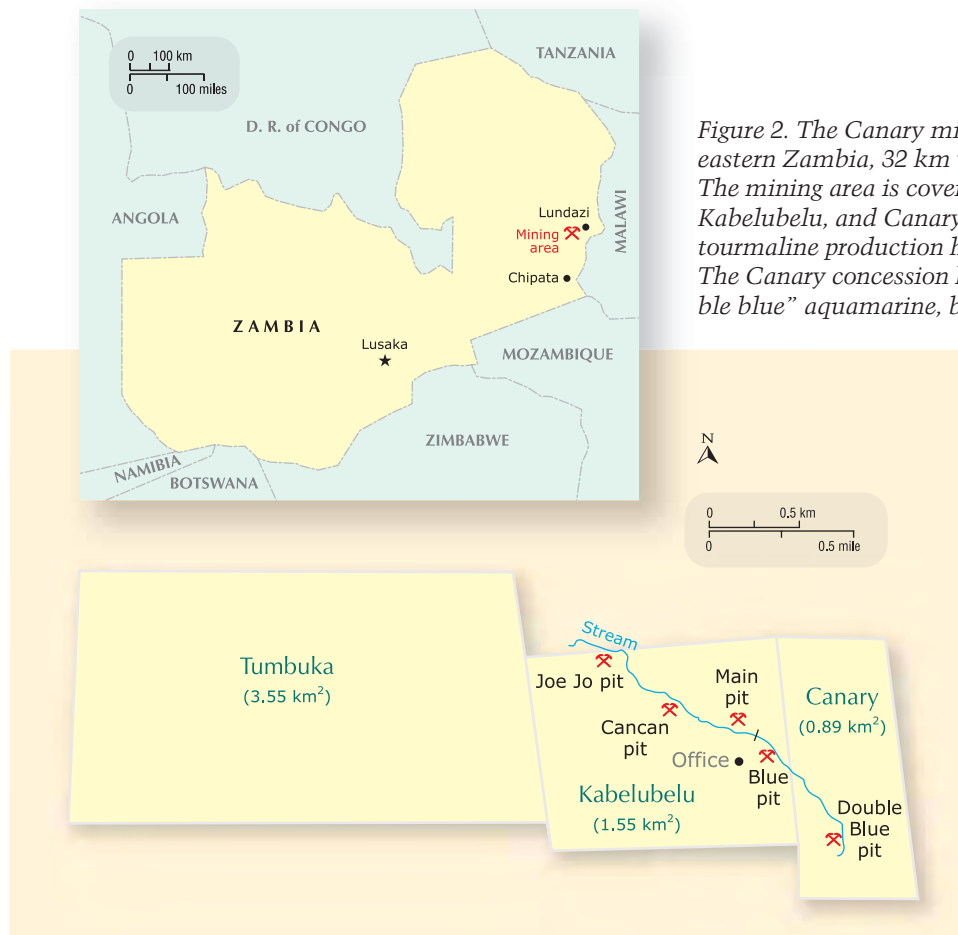 0 100 km
0 100 miles
TANZANIA
D. R. of CONGO
ANGOLA
MALAWI
Lundazi
Mining
area
Chipata
ZAMBIA
Lusaka
MOZAMBIQUE
ZIMBABWE
NAMIBIA
BOTSWANA
Figure 2. The Canary mi
eastern Zambia, 32 km
The mining area is cover
Kabelubelu, and Canary
tourmaline production h
The Canary concession
ble blue” aquamarine, b
N
0 0.5 km
0 0.5 mile
Tumbuka
(3.55 km²)
Stream
Joe Jo pit
Main
pit
Cancan
pit
Office
Blue
pit
Kabelubelu
(1.55 km²)
Canary
(0.89 km²)
Double
Blue
pit